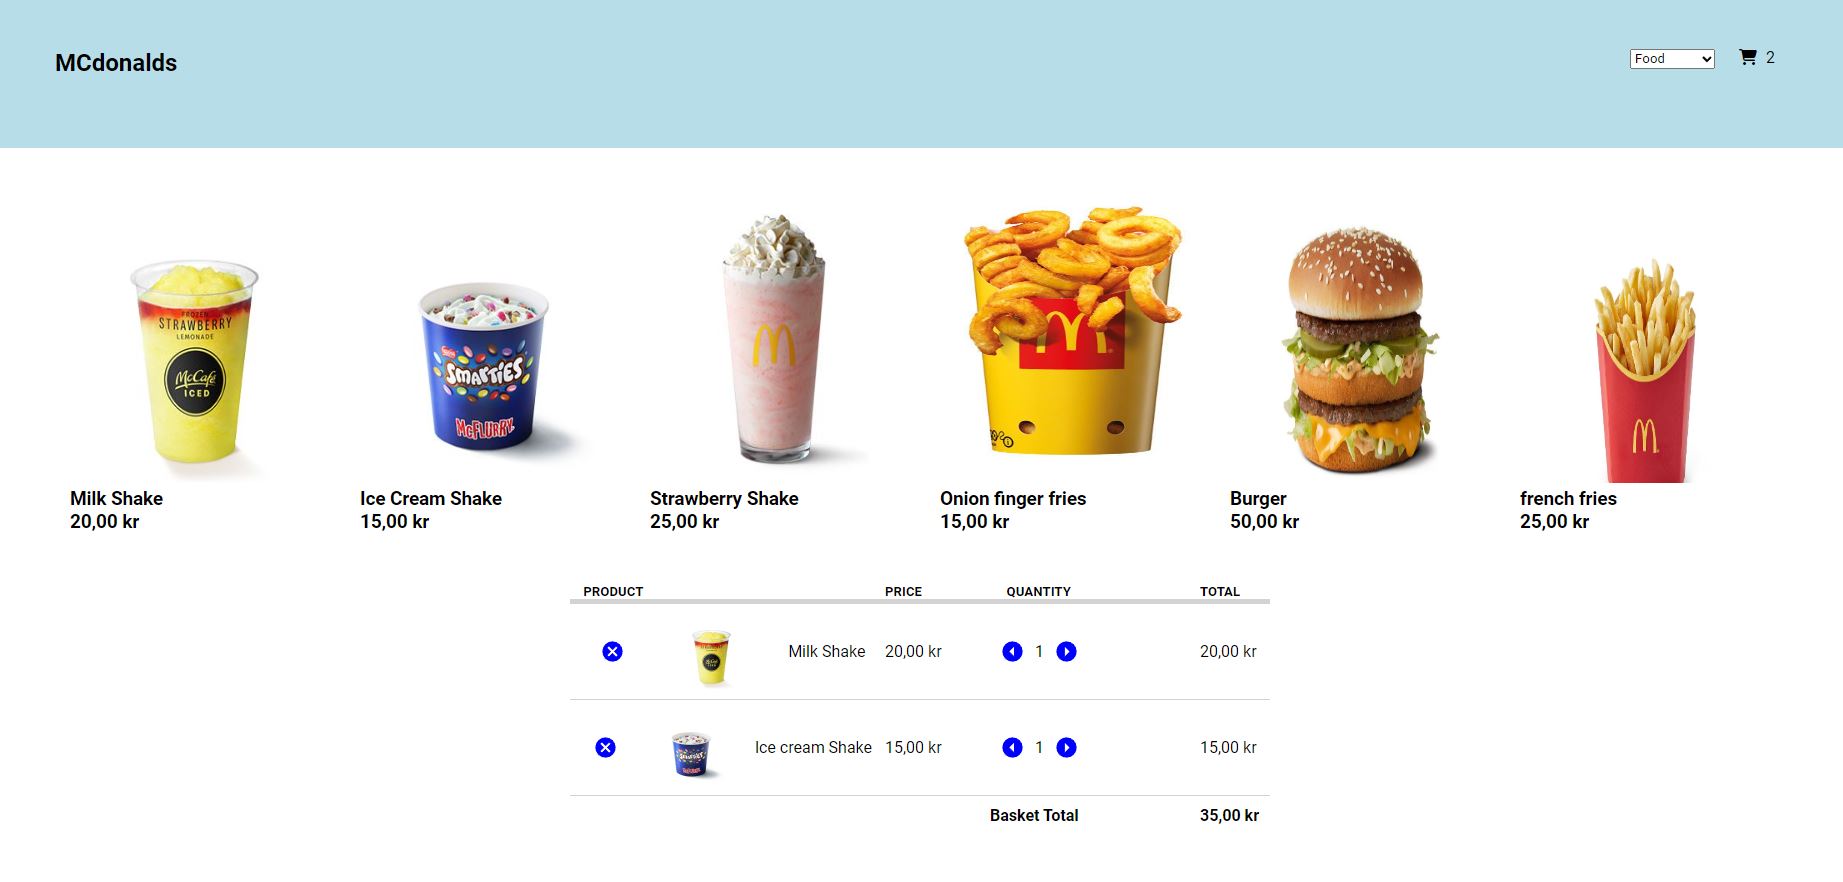 MCdonalds
Food
2
FROZEN
STRAWBERRY
LEMONADE
McCafé
ICED
Nestle
SMARTIES
McFLURRY
Milk Shake
20,00 kr
Ice Cream Shake
15,00 kr
Strawberry Shake
25,00 kr
Onion finger fries
15,00 kr
Burger
50,00 kr
french fries
25,00 kr
PRODUCT PRICE QUANTITY TOTAL
Milk Shake 20,00 kr 1 20,00 kr
Ice cream Shake 15,00 kr 1 15,00 kr
Basket Total 35,00 kr